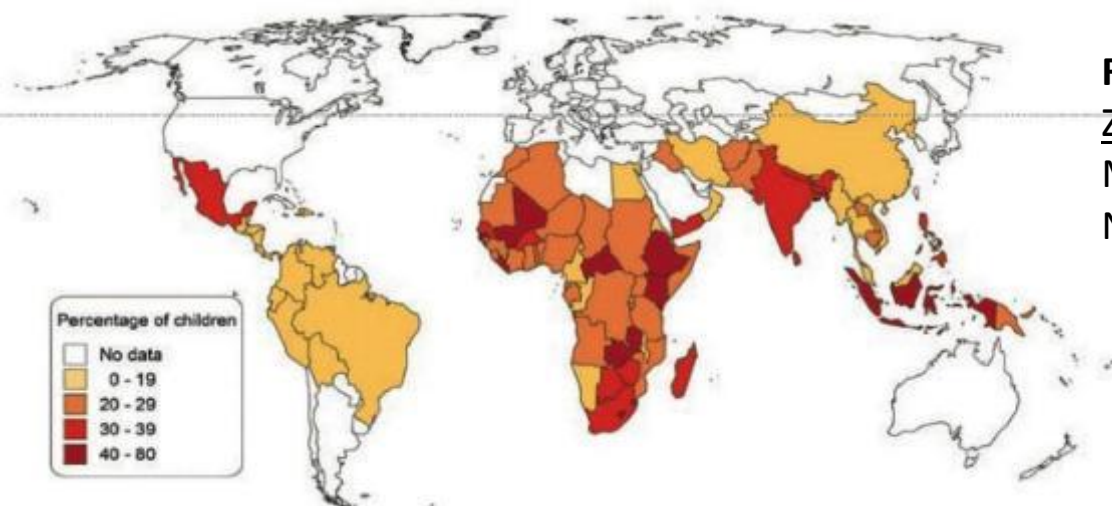 Percentage of children
No data
0 - 19
20 - 29
30 - 39
40 - 80